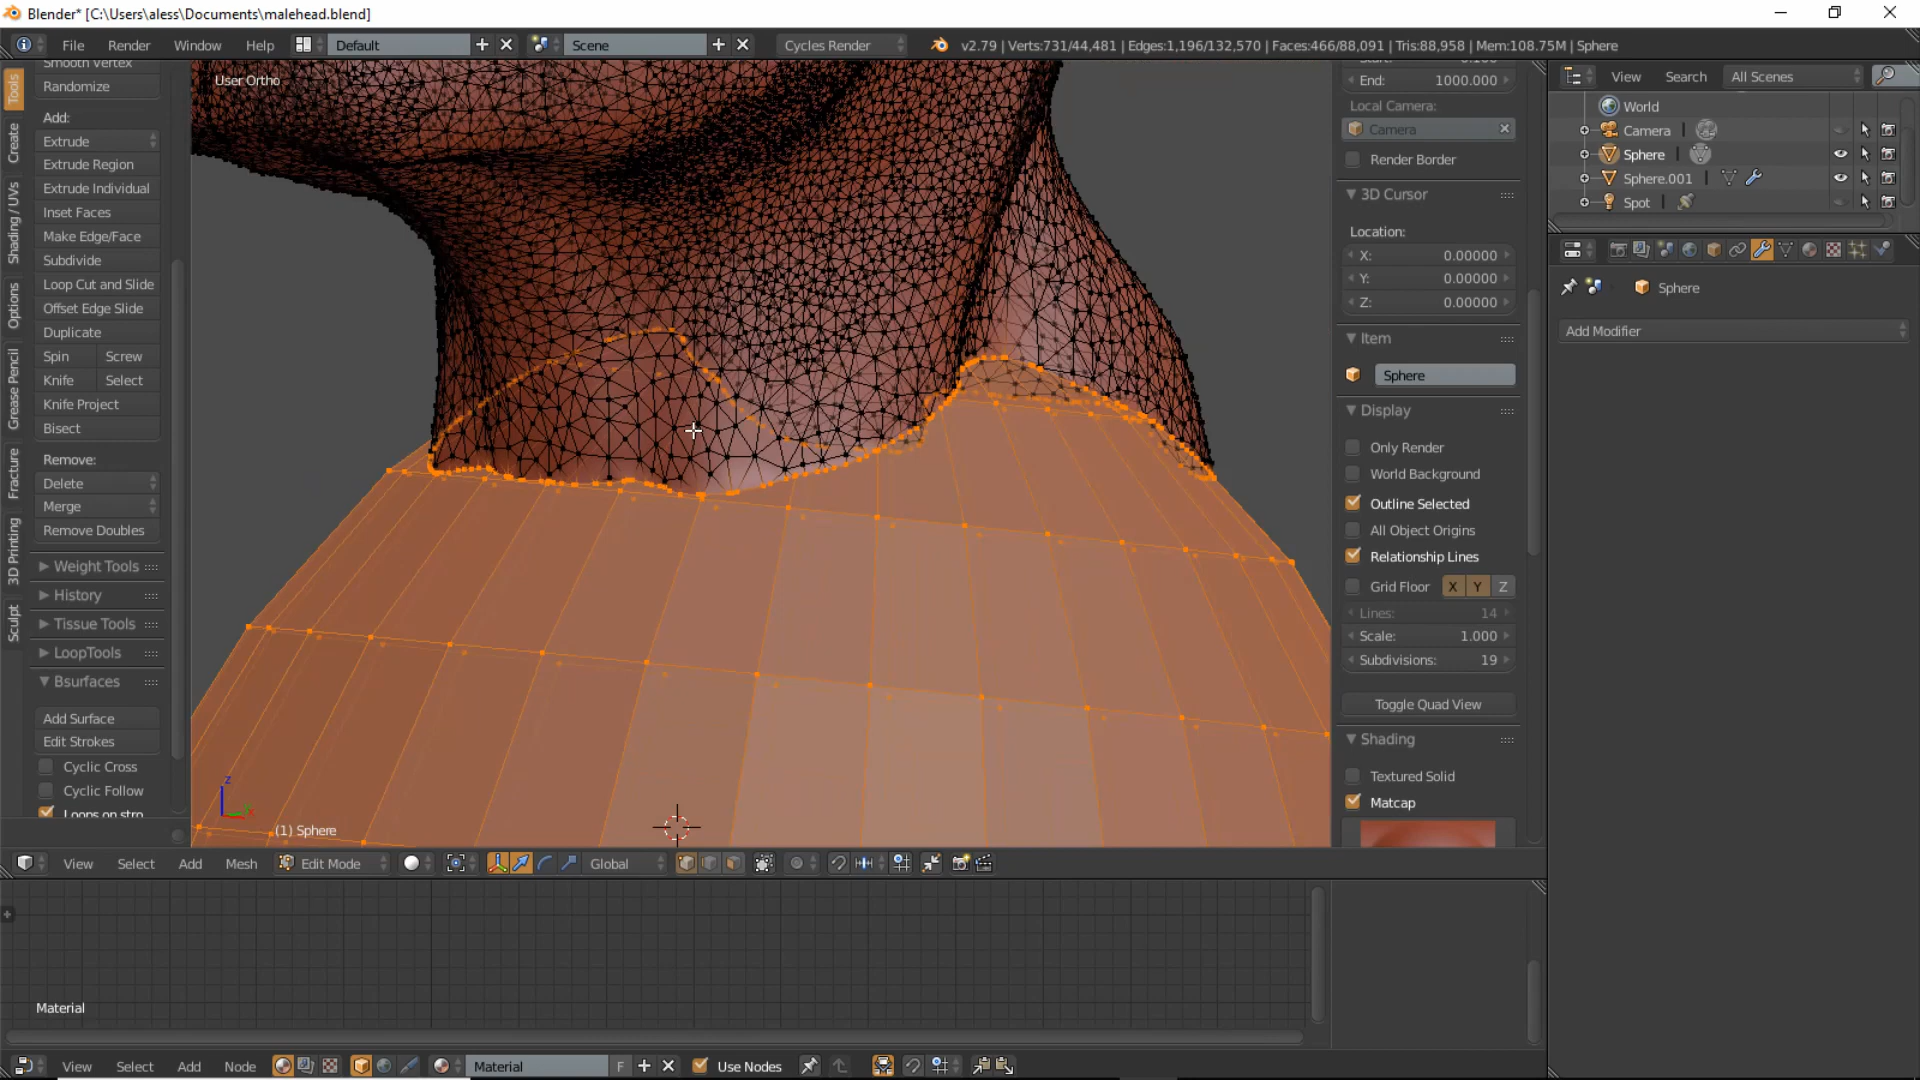 Blender* [C:\Users\aless\Documents\malehead.blend]
File Render Window Help Default Scene Cycles Render v2.79 | Verts:731/44,481 | Edges:1,196/132,570 | Faces:466/88,091 | Tris:88,958 | Mem:108.75M | Sphere
Tools
Create
Shading / UVs
Options
Grease Pencil
Fracture
3D Printing
Sculpt
Smooth Vertex
Randomize
Add:
Extrude
Extrude Region
Extrude Individual
Inset Faces
Make Edge/Face
Subdivide
Loop Cut and Slide
Offset Edge Slide
Duplicate
Spin Screw
Knife Select
Knife Project
Bisect
Remove:
Delete
Merge
Remove Doubles
Weight Tools
History
Tissue Tools
LoopTools
Bsurfaces
Add Surface
Edit Strokes
Cyclic Cross
Cyclic Follow
Loops on stro
User Ortho
z
y
(1) Sphere
End: 1000.000
Local Camera:
Camera
Render Border
3D Cursor
Location:
X: 0.00000
Y: 0.00000
Z: 0.00000
Item
Sphere
Display
Only Render
World Background
Outline Selected
All Object Origins
Relationship Lines
Grid Floor X Y Z
Lines: 14
Scale: 1.000
Subdivisions: 19
Toggle Quad View
Shading
Textured Solid
Matcap
View Search All Scenes
World
Camera
Sphere
Sphere.001
Spot
Sphere
Add Modifier
View Select Add Mesh Edit Mode Global
Material
View Select Add Node Material F Use Nodes